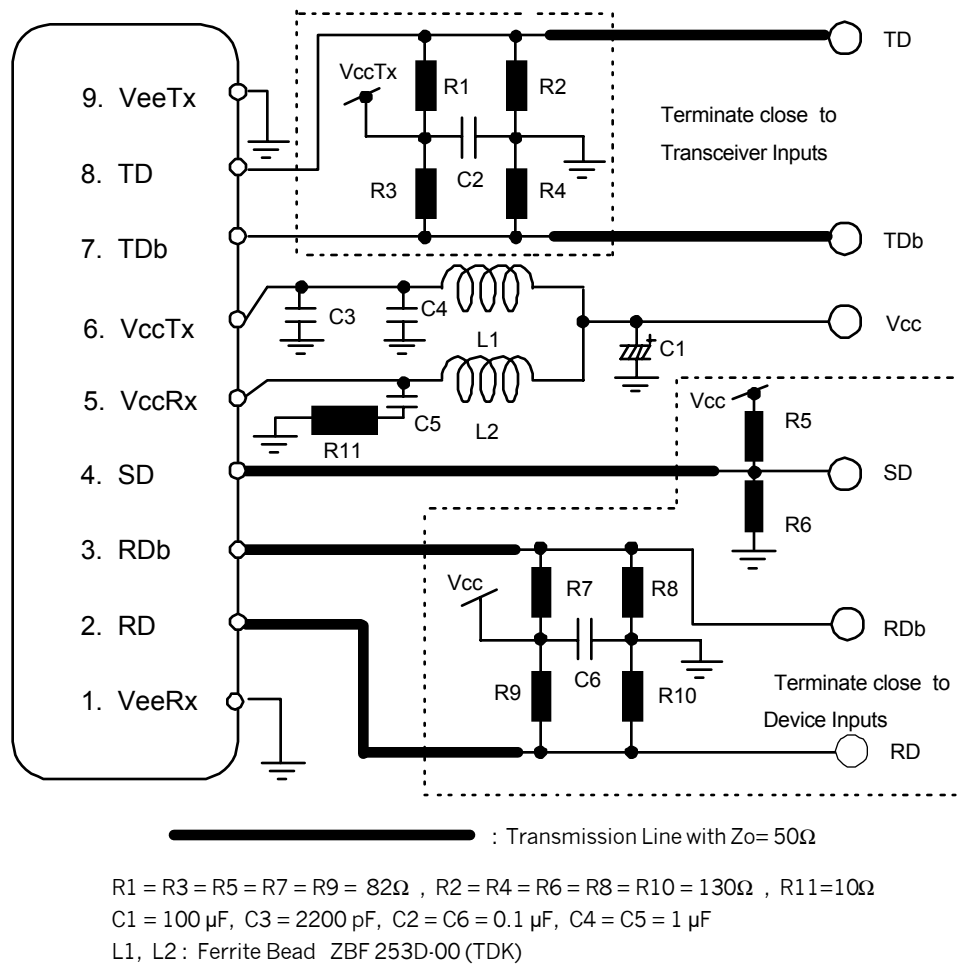 9. VeeTx
8. TD
7. TDb
6. VccTx
5. VccRx
4. SD
3. RDb
2. RD
1. VeeRx
VccTx
R1
R2
R3
C2
R4
TD
Terminate close to
Transceiver Inputs
TDb
C3
C4
L1
Vcc
C1
C5
L2
R11
Vcc
R5
SD
R6
Vcc
R7
R8
RDb
R9
C6
R10
Terminate close to
Device Inputs
RD
: Transmission Line with Zo= 50Ω
R1 = R3 = R5 = R7 = R9 = 82Ω , R2 = R4 = R6 = R8 = R10 = 130Ω , R11=10Ω
C1 = 100 µF, C3 = 2200 pF, C2 = C6 = 0.1 µF, C4 = C5 = 1 µF
L1, L2 : Ferrite Bead ZBF 253D-00 (TDK)